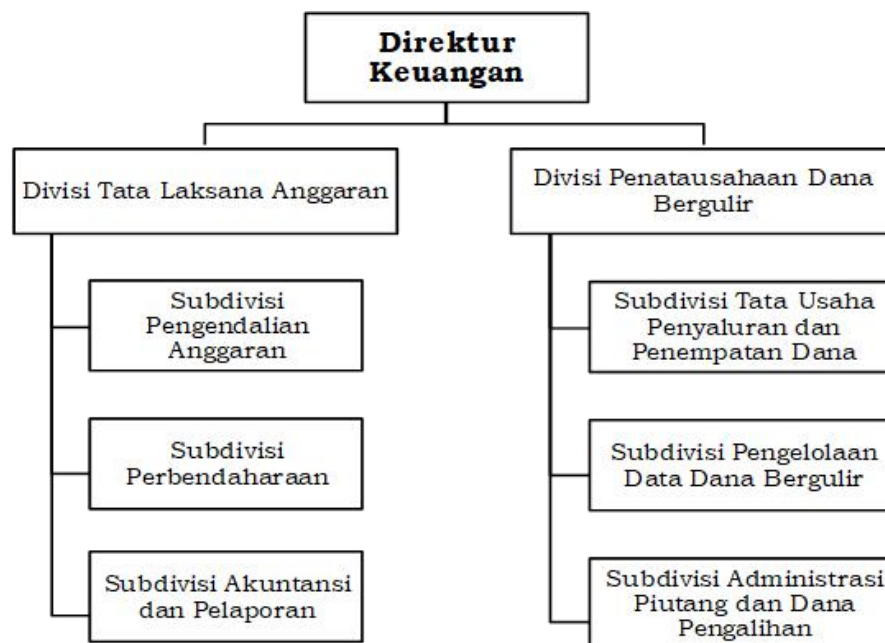 Direktur
Keuangan
Divisi Tata Laksana Anggaran
Subdivisi
Pengendalian
Anggaran
Subdivisi
Perbendaharaan
Subdivisi Akuntansi
dan Pelaporan
Divisi Penatausahaan Dana
Bergulir
Subdivisi Tata Usaha
Penyaluran dan
Penempatan Dana
Subdivisi Pengelolaan
Data Dana Bergulir
Subdivisi Administrasi
Piutang dan Dana
Pengalihan